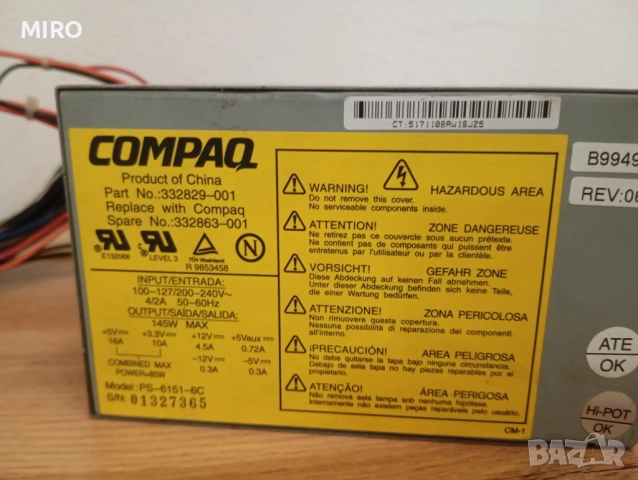 MIRO
CT:5171108AWISJZ5
B9949
REV:06
COMPAQ
Product of China
Part No.:332829-001
Replace with Compaq
Spare No.:332863-001
E132068
LEVEL 3
TÜV Rheinland
R 9853458
N
INPUT/ENTRADA:
100-127/200-240V~
4/2A 50-60Hz
OUTPUT/SAÍDA/SALIDA:
145W MAX
+5V +3.3V +12V +5Vaux
16A 10A 4.5A 0.72A
-12V -5V
0.3A 0.3A
COMBINED MAX
POWER=85W
Model: PS-6151-6C
S/N: 01327365
WARNING! HAZARDOUS AREA
Do not remove this cover.
No serviceable components inside.
ATTENTION! ZONE DANGEREUSE
Ne retirez pas ce couvercle sous aucun prétexte.
Ne contient pas de composants qui puissent être
entretenus par l'utilisateur ou par la clientèle.
VORSICHT! GEFAHR ZONE
Diese Abdeckung auf keinen Fall abnehmen.
Unter dieser Abdeckung befinden sich keine Teile,
die einer Wartung bedürfen.
ATTENZIONE! ZONA PERICOLOSA
Non rimuovere questa copertura.
Nessuna possibilità di reparazione dei componenti
all'interno.
¡PRECAUCIÓN! AREA PELIGROSA
No debe quitarse la tapa bajo ninguna circunstancia.
Debajo de esta tapa no hay piezas reparables por el
propietario.
ATENÇÃO! ÁREA PERIGOSA
Não remova esta tampa sob nenhuma hipótese.
Internamente não existem peças reparáveis pelo usuário.
CM-1
ATE
OK
Hi-POT
OK
BAZAR